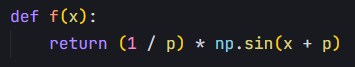 def f(x):
    return (1 / p) * np.sin(x + p)